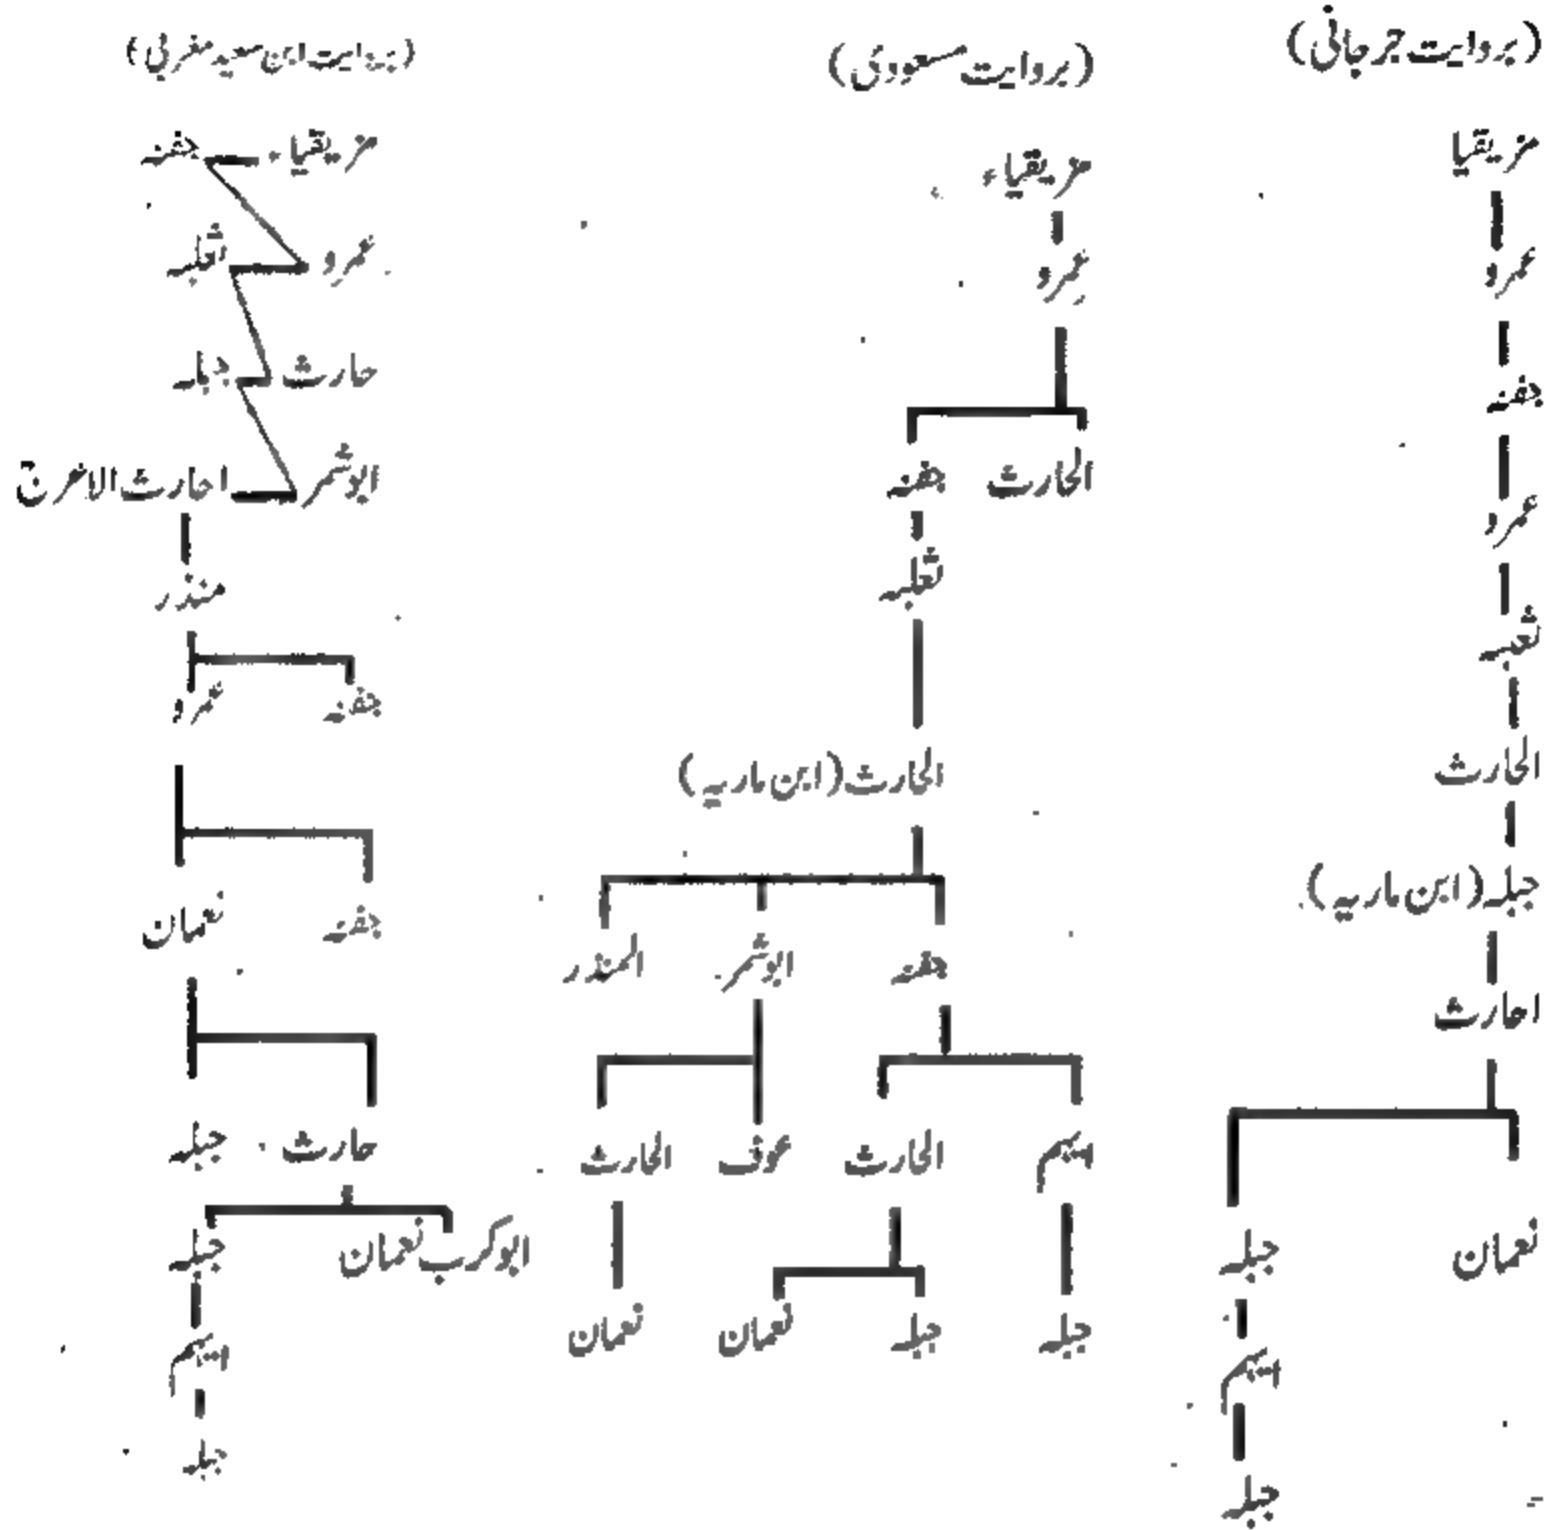 (بروایت جرجانی)
مزیقیا
عمرو
جفنہ
عمرو
ثعبہ
الحارث
جبلہ (ابن ماریہ)
احارث
نعمان
جبلہ
ایہم
جبلہ
(بروایت مسعودی)
مزیقیاء
عمرو
الحارث جفنہ
ثعلبہ
الحارث (ابن ماریہ)
جفنہ ابوشمر المنذر
ایہم الحارث عوف الحارث
جبلہ جبلہ نعمان نعمان
(بروایت ابن سعید مغربی)
مزیقیاء جفنہ
عمرو ثعلبہ
حارث جبلہ
ابوشمر احارث الاعرج
منذر
جفنہ عمرو
جفنہ نعمان
حارث جبلہ
ابوکرب نعمان جبلہ
ایہم
جبلہ